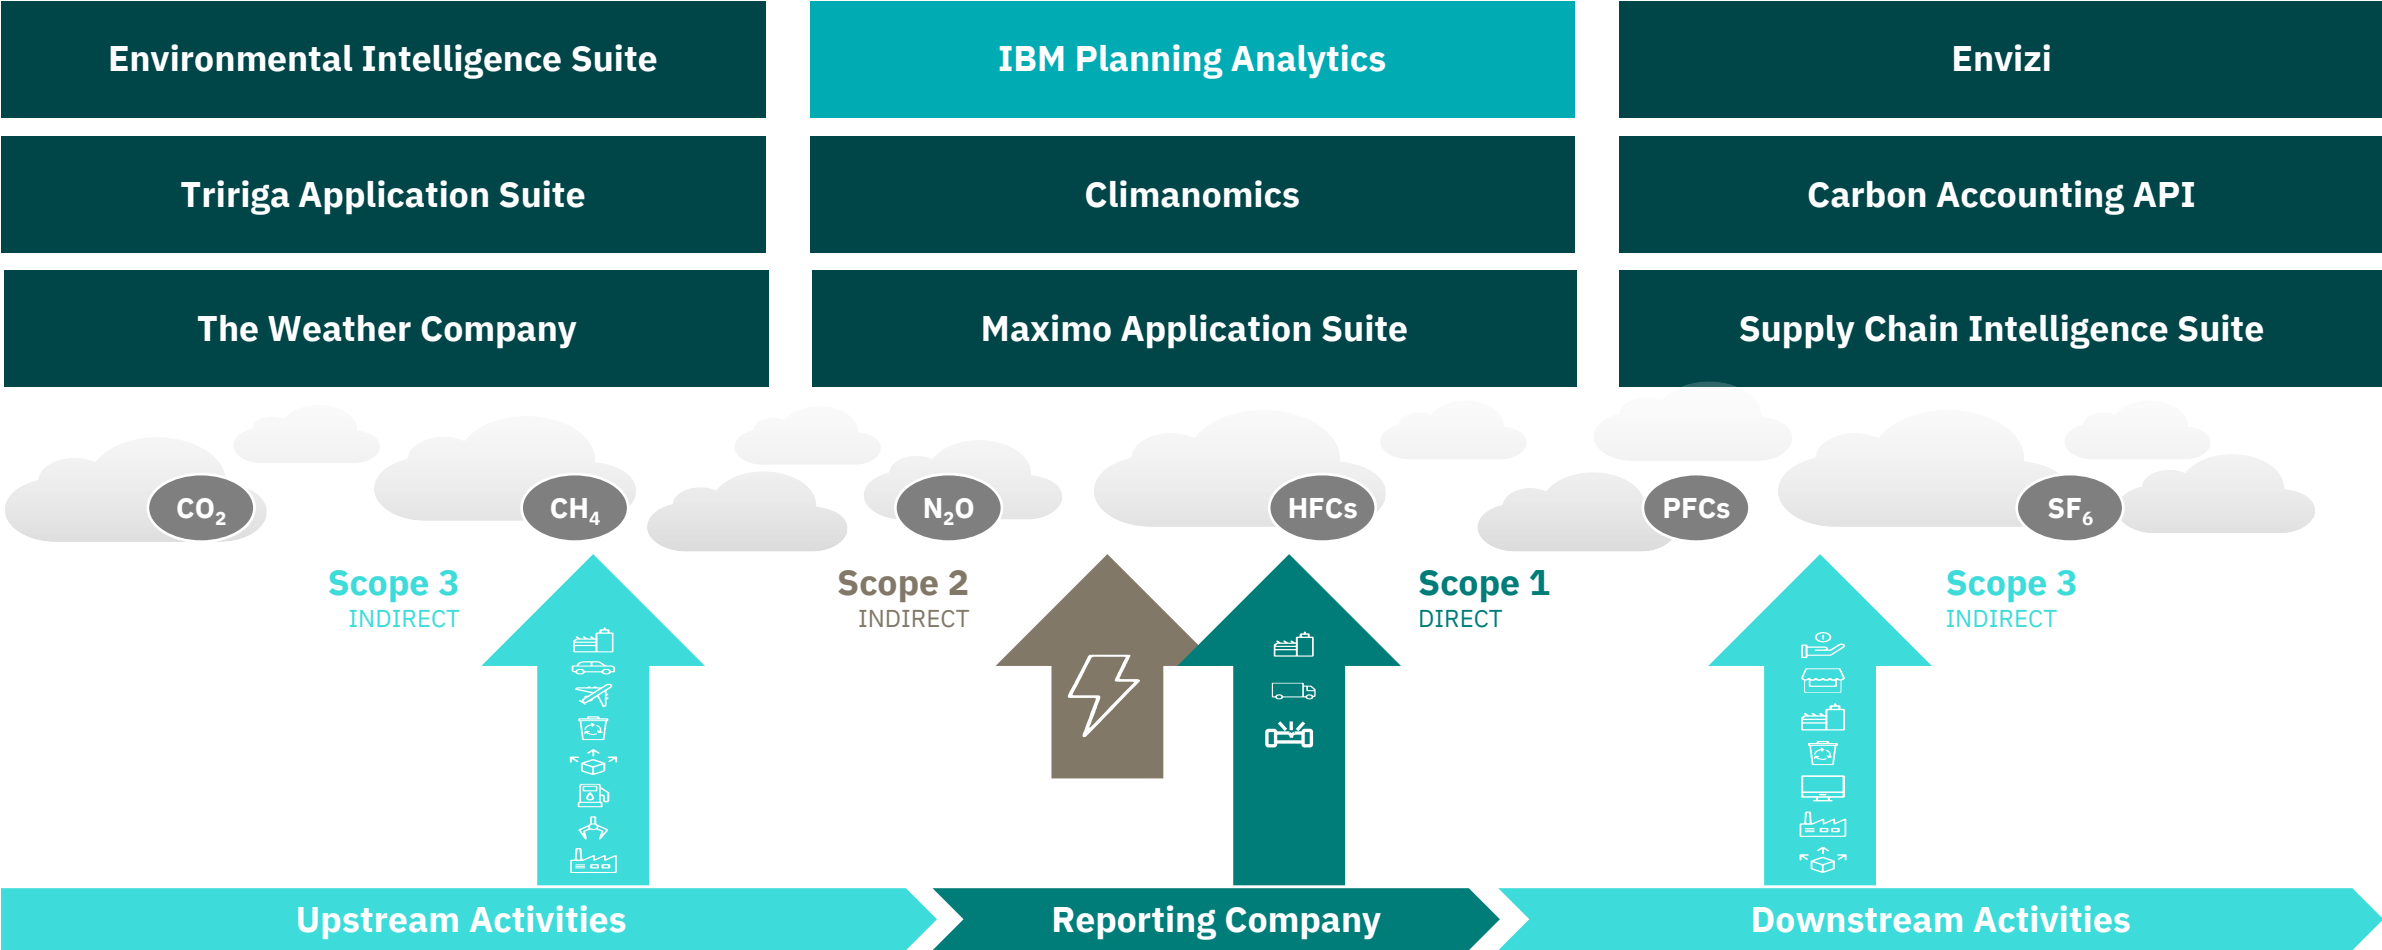 Environmental Intelligence Suite
IBM Planning Analytics
Envizi
Tririga Application Suite
Climanomics
Carbon Accounting API
The Weather Company
Maximo Application Suite
Supply Chain Intelligence Suite
CO₂
CH₄
N₂O
HFCs
PFCs
SF₆
Scope 3
INDIRECT
Scope 2
INDIRECT
Scope 1
DIRECT
Scope 3
INDIRECT
Upstream Activities
Reporting Company
Downstream Activities